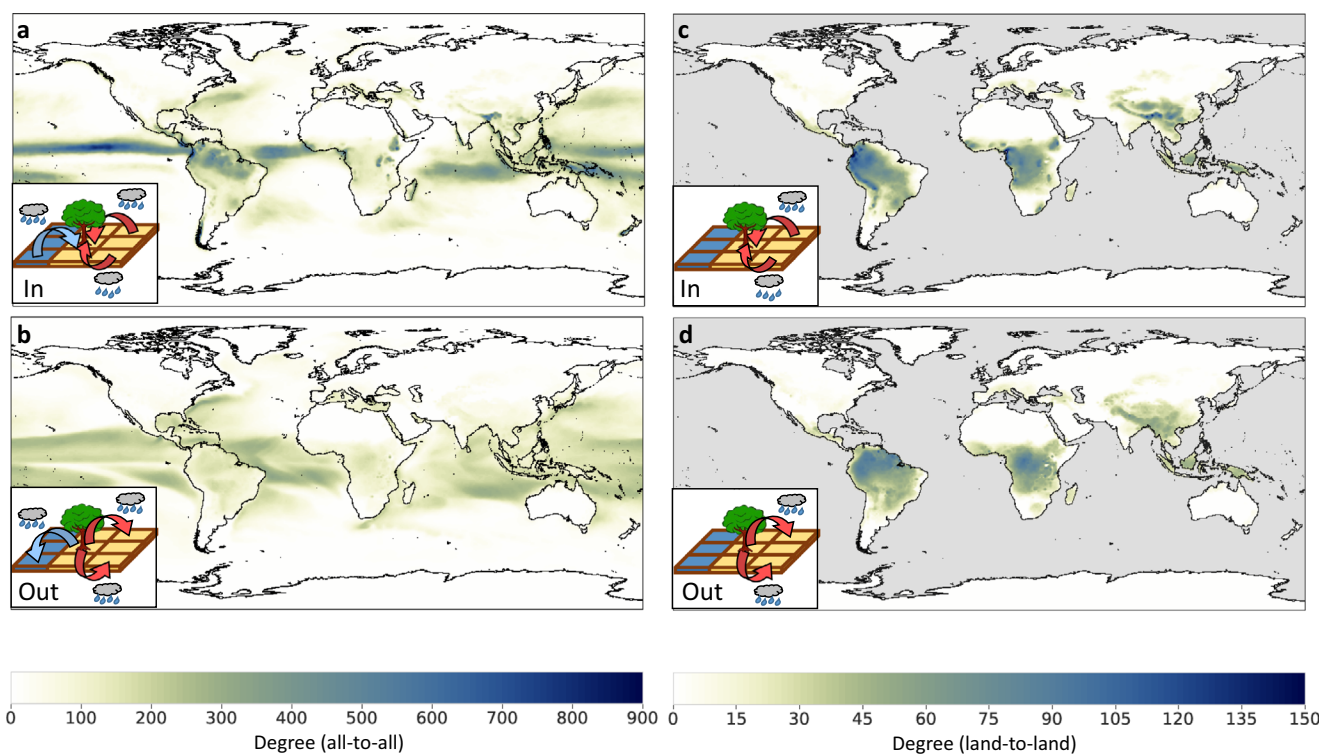 a
In
c
In
b
Out
d
Out
0 100 200 300 400 500 600 700 800 900
Degree (all-to-all)
0 15 30 45 60 75 90 105 120 135 150
Degree (land-to-land)